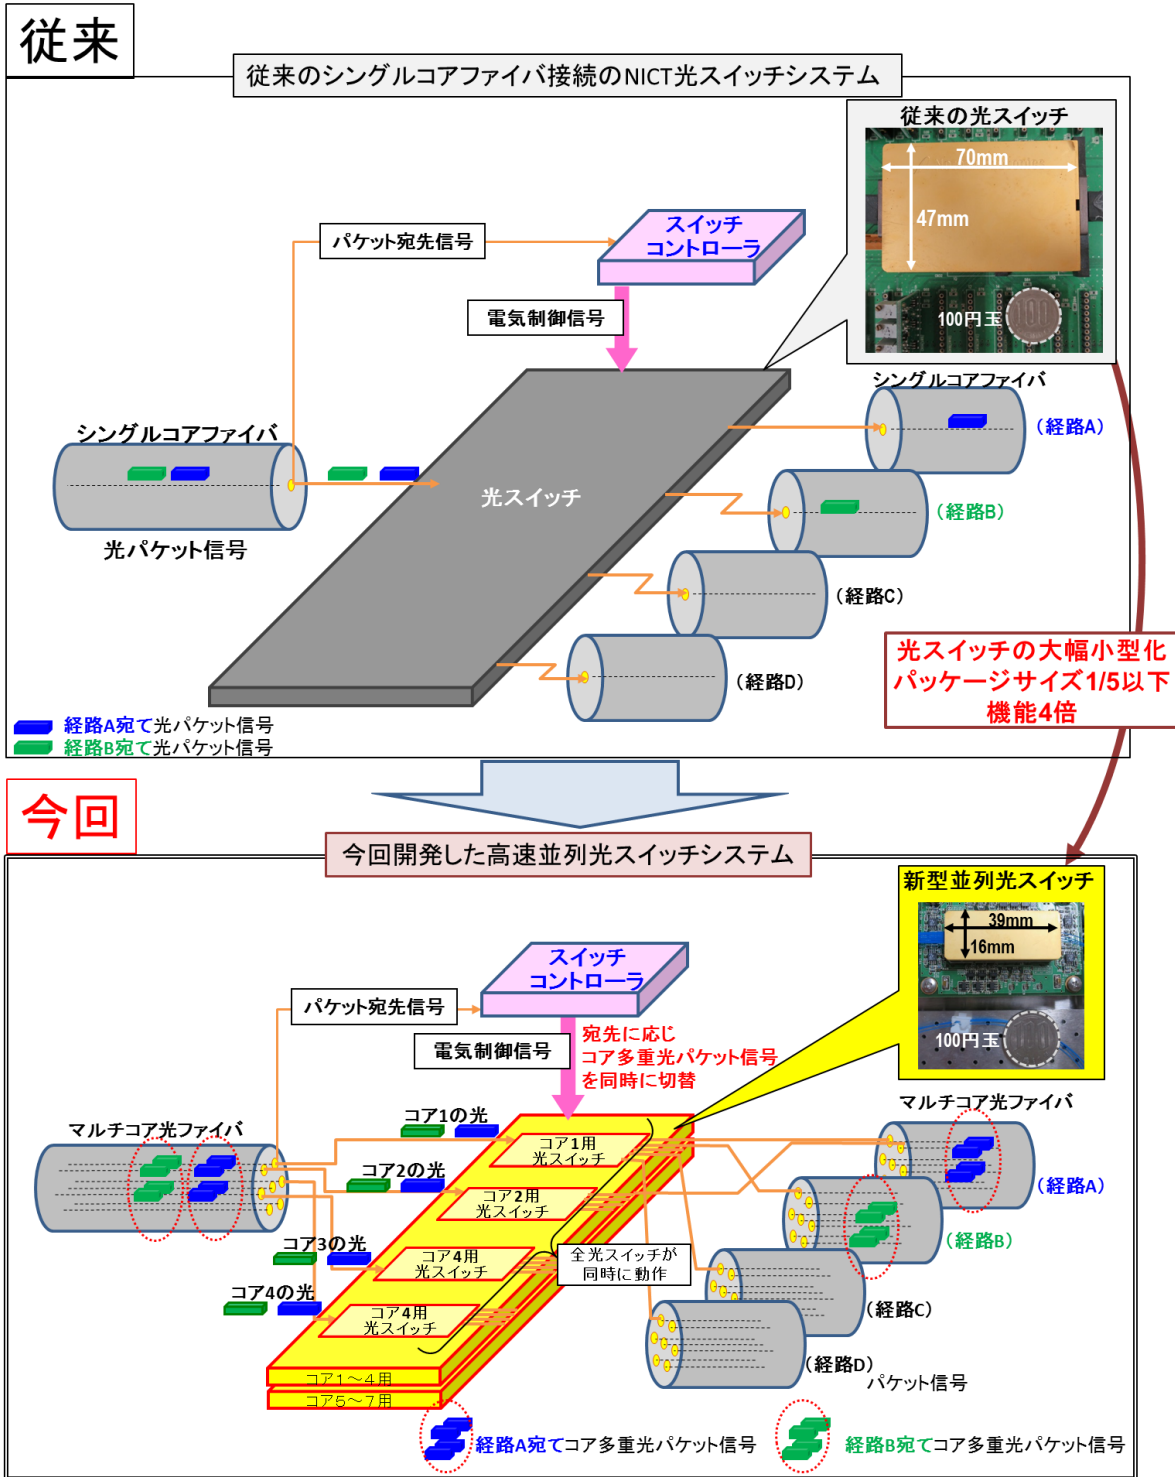 従来
従来のシングルコアファイバ接続のNICT光スイッチシステム
従来の光スイッチ
70mm
47mm
100円玉
スイッチ
コントローラ
パケット宛先信号
電気制御信号
シングルコアファイバ
シングルコアファイバ
光パケット信号
光スイッチ
（経路A）
（経路B）
（経路C）
（経路D）
光スイッチの大幅小型化
パッケージサイズ1/5以下
機能4倍
経路A宛て光パケット信号
経路B宛て光パケット信号
今回
今回開発した高速並列光スイッチシステム
新型並列光スイッチ
39mm
16mm
100円玉
スイッチ
コントローラ
パケット宛先信号
電気制御信号
宛先に応じ
コア多重光パケット信号
を同時に切替
マルチコア光ファイバ
マルチコア光ファイバ
コア1の光
コア2の光
コア3の光
コア4の光
コア1用
光スイッチ
コア2用
光スイッチ
コア4用
光スイッチ
コア4用
光スイッチ
全光スイッチが
同時に動作
コア１～４用
コア５～７用
（経路A）
（経路B）
（経路C）
（経路D）
パケット信号
経路A宛てコア多重光パケット信号
経路B宛てコア多重光パケット信号